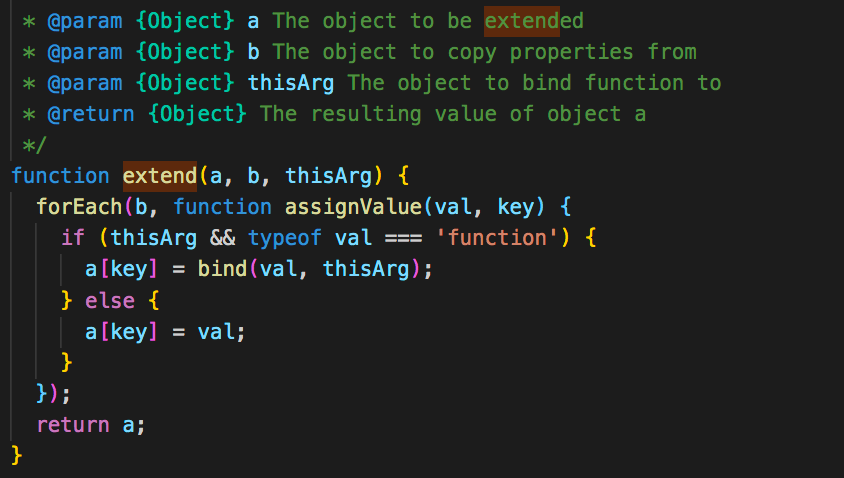 * @param {Object} a The object to be extended
* @param {Object} b The object to copy properties from
* @param {Object} thisArg The object to bind function to
* @return {Object} The resulting value of object a
*/
function extend(a, b, thisArg) {
  forEach(b, function assignValue(val, key) {
    if (thisArg && typeof val === 'function') {
      a[key] = bind(val, thisArg);
    } else {
      a[key] = val;
    }
  });
  return a;
}